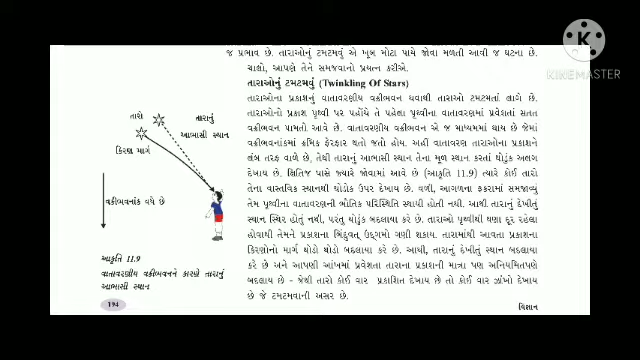 જ પ્રભાવ છે. તારાઓનું ટમટમવું એ ખૂબ મોટા પાયે જોવા મળતી આવી જ ઘટના છે.
ચાલો, આપણે તેને સમજવાનો પ્રયત્ન કરીએ.
તારાઓનું ટમટમવું (Twinkling Of Stars)
તારાઓના પ્રકાશનું વાતાવરણીય વક્રીભવન થવાથી તારાઓ ટમટમતાં લાગે છે.
તારાઓનો પ્રકાશ પૃથ્વી પર પહોંચે તે પહેલા પૃથ્વીના વાતાવરણમાં પ્રવેશતાં સતત
વક્રીભવન પામતો આવે છે. વાતાવરણીય વક્રીભવન એ જ માધ્યમમાં થાય છે જેમાં
વક્રીભવનાંકમાં ક્રમિક ફેરફાર થતો જતો હોય. અહીં વાતાવરણ તારાઓના પ્રકાશને
લંબ તરફ વાળે છે, તેથી તારાનું આભાસી સ્થાન તેના મૂળ સ્થાન કરતાં થોડુંક અલગ
દેખાય છે. ક્ષિતિજ પાસે જ્યારે જોવામાં આવે છે (આકૃતિ 11.9) ત્યારે કોઈ તારો
તેના વાસ્તવિક સ્થાનથી થોડોક ઉપર દેખાય છે. વળી, આગળના ફકરામાં સમજાવ્યું
તેમ પૃથ્વીના વાતાવરણની ભૌતિક પરિસ્થિતિ સ્થાયી હોતી નથી. આથી તારાનું દેખીતું
સ્થાન સ્થિર હોતું નથી, પરંતુ થોડુંક બદલાયા કરે છે. તારાઓ પૃથ્વીથી ઘણા દૂર રહેલા
હોવાથી તેમને પ્રકાશના બિંદુવત્ ઉદ્ગમો ગણી શકાય. તારામાંથી આવતા પ્રકાશના
કિરણોનો માર્ગ થોડો થોડો બદલાયા કરે છે. આથી, તારાનું દેખીતું સ્થાન બદલાયા
કરે છે અને આપણી આંખમાં પ્રવેશતા તારાના પ્રકાશની માત્રા પણ અનિયમિતપણે
બદલાય છે - જેથી તારો કોઈ વાર પ્રકાશિત દેખાય છે તો કોઈ વાર ઝાંખો દેખાય
છે જે ટમટમવાની અસર છે.
તારો
તારાનું
આભાસી સ્થાન
કિરણ માર્ગ
વક્રીભવનાંક વધે છે
આકૃતિ 11.9
વાતાવરણીય વક્રીભવનને કારણે તારાનું
આભાસી સ્થાન
194
વિજ્ઞાન
K
KINEMASTER